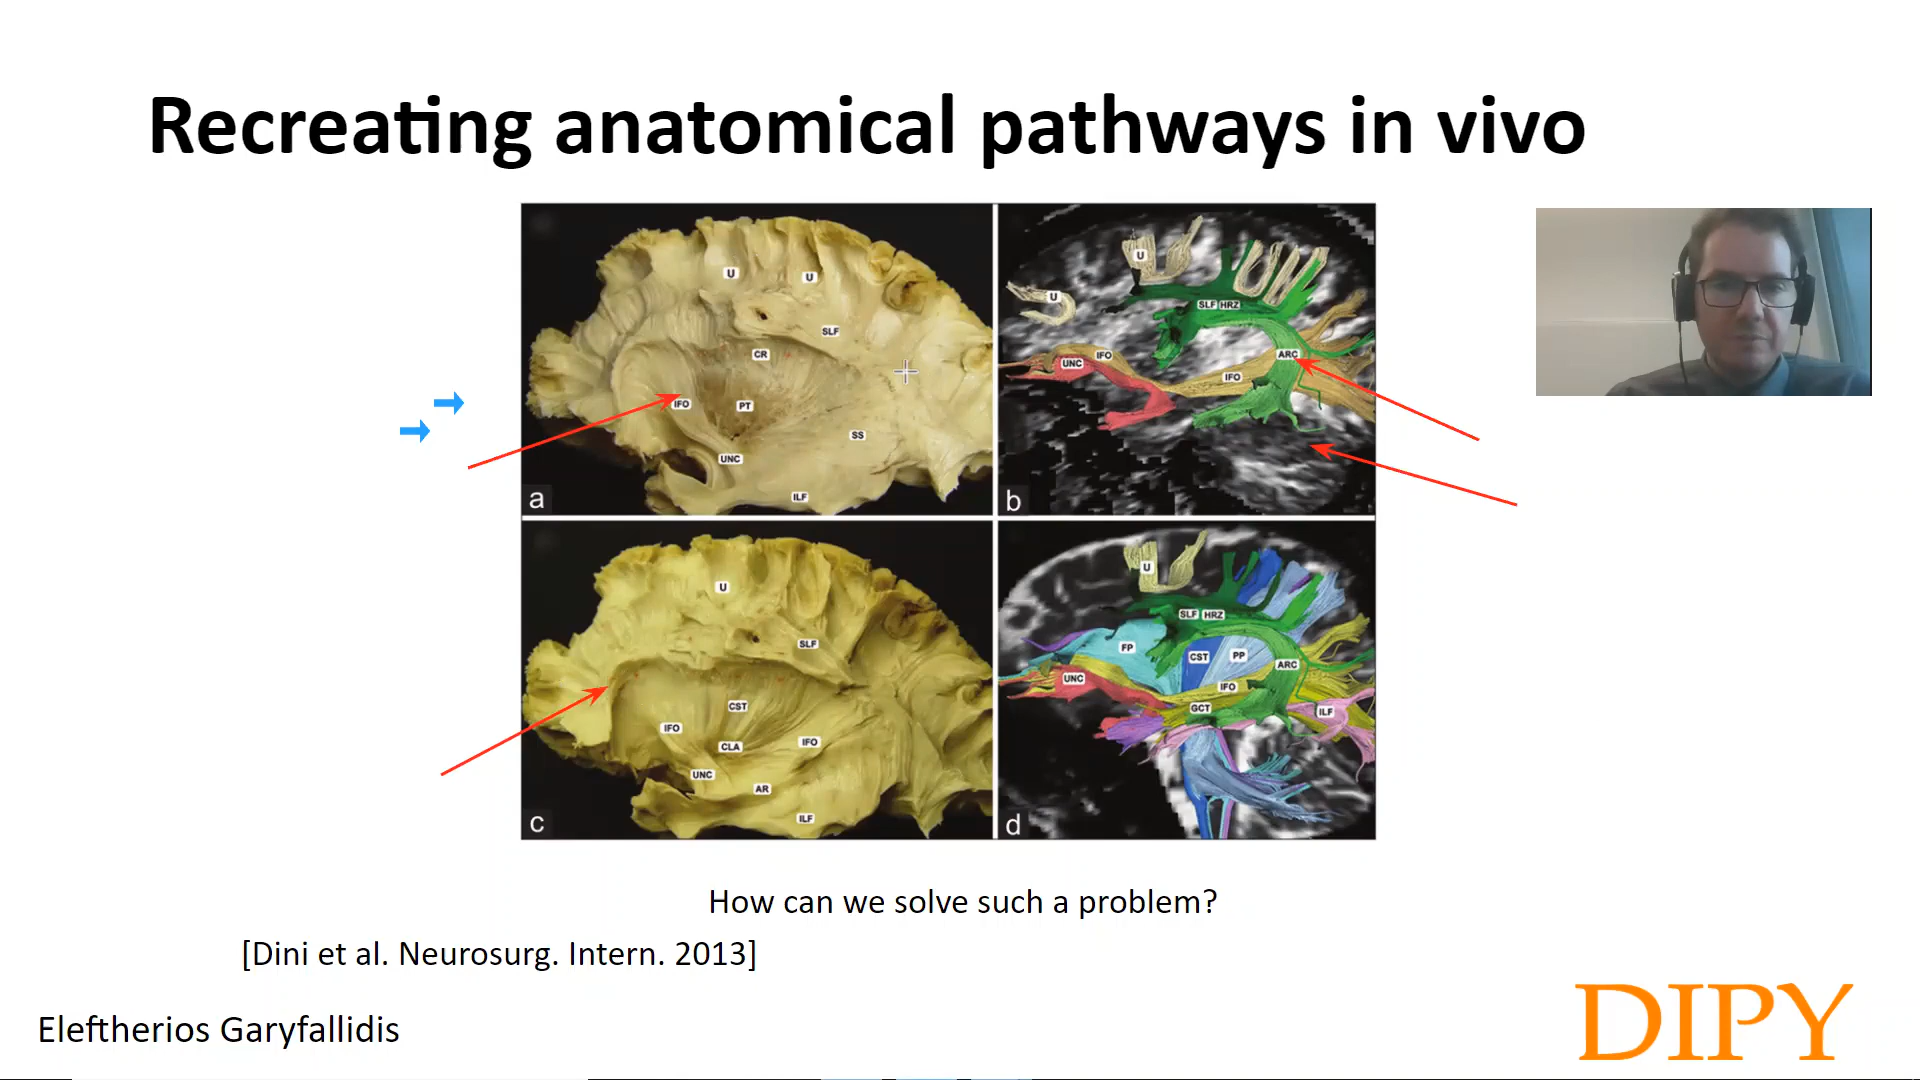 Recreating anatomical pathways in vivo
U U
SLF
CR
IFO PT
SS
UNC
ILF
a
U
U
SLF HRZ
UNC IFO ARC
IFO
b
U
SLF
CST
IFO
CLA IFO
UNC
AR
ILF
c
U
SLF HRZ
FP CST PP ARC
UNC IFO
GCT ILF
d
How can we solve such a problem?
[Dini et al. Neurosurg. Intern. 2013]
Eleftherios Garyfallidis
DIPY